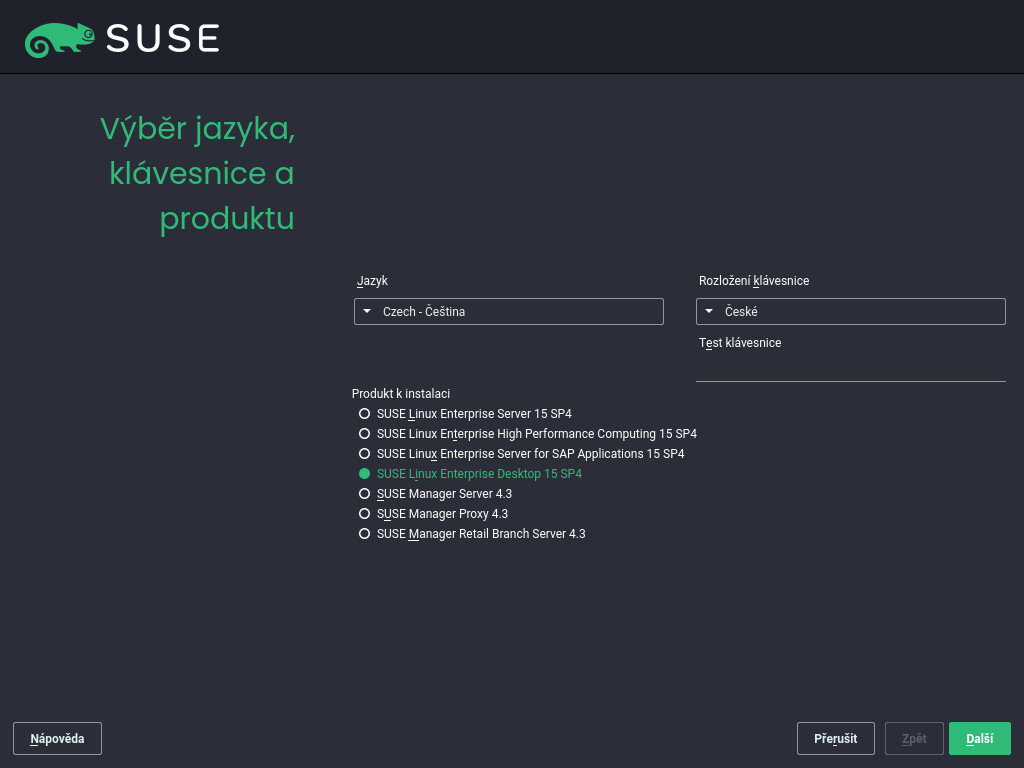 SUSE
Výběr jazyka,
klávesnice a
produktu
Jazyk
Czech - Čeština
Rozložení klávesnice
České
Test klávesnice
Produkt k instalaci
SUSE Linux Enterprise Server 15 SP4
SUSE Linux Enterprise High Performance Computing 15 SP4
SUSE Linux Enterprise Server for SAP Applications 15 SP4
SUSE Linux Enterprise Desktop 15 SP4
SUSE Manager Server 4.3
SUSE Manager Proxy 4.3
SUSE Manager Retail Branch Server 4.3
Nápověda
Přerušit
Zpět
Další